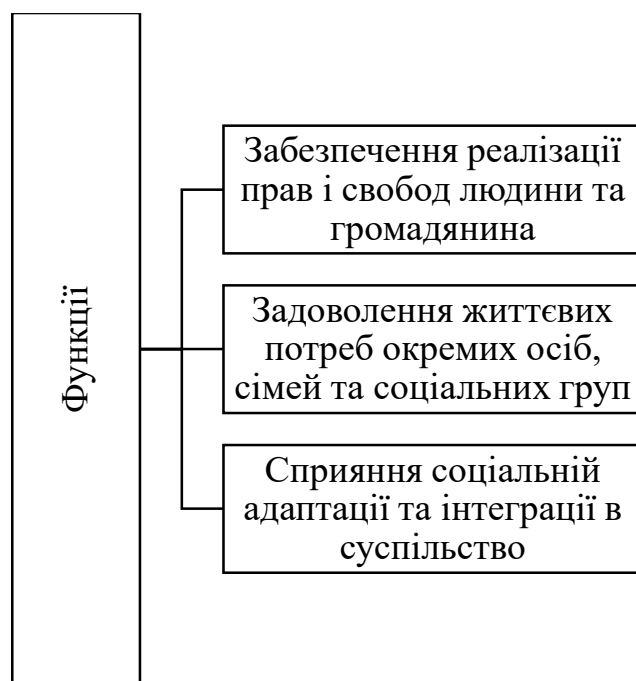 Функції
Забезпечення реалізації
прав і свобод людини та
громадянина
Задоволення життєвих
потреб окремих осіб,
сімей та соціальних груп
Сприяння соціальній
адаптації та інтеграції в
суспільство